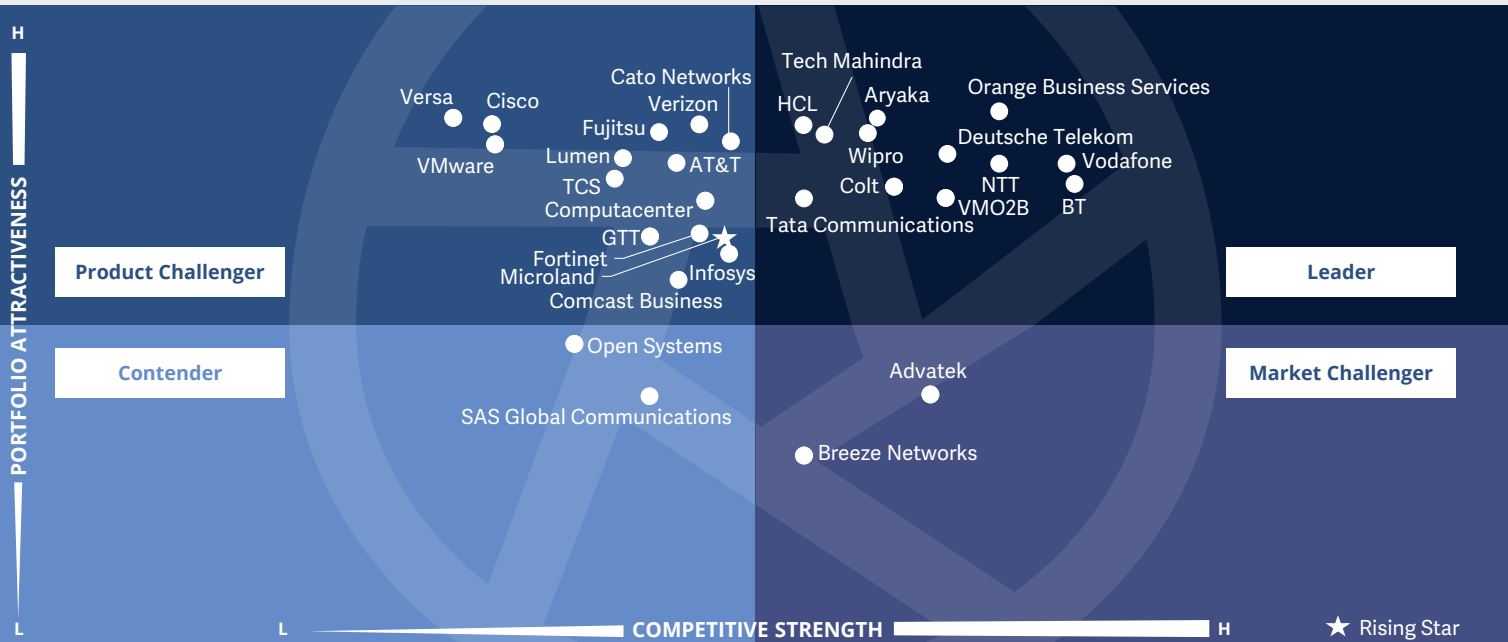 H
Tech Mahindra
Cato Networks
Orange Business Services
Versa
Cisco
Verizon
HCL
Aryaka
Fujitsu
Deutsche Telekom
Lumen
VMware
AT&T
Wipro
Vodafone
TCS
Colt
NTT
Computacenter
VMO2B
BT
Tata Communications
GTT
Fortinet
Microland
Infosys
Product Challenger
Leader
Comcast Business
PORTFOLIO ATTRACTIVENESS
Open Systems
Contender
Advatek
Market Challenger
SAS Global Communications
Breeze Networks
L
L
COMPETITIVE STRENGTH
H
Rising Star